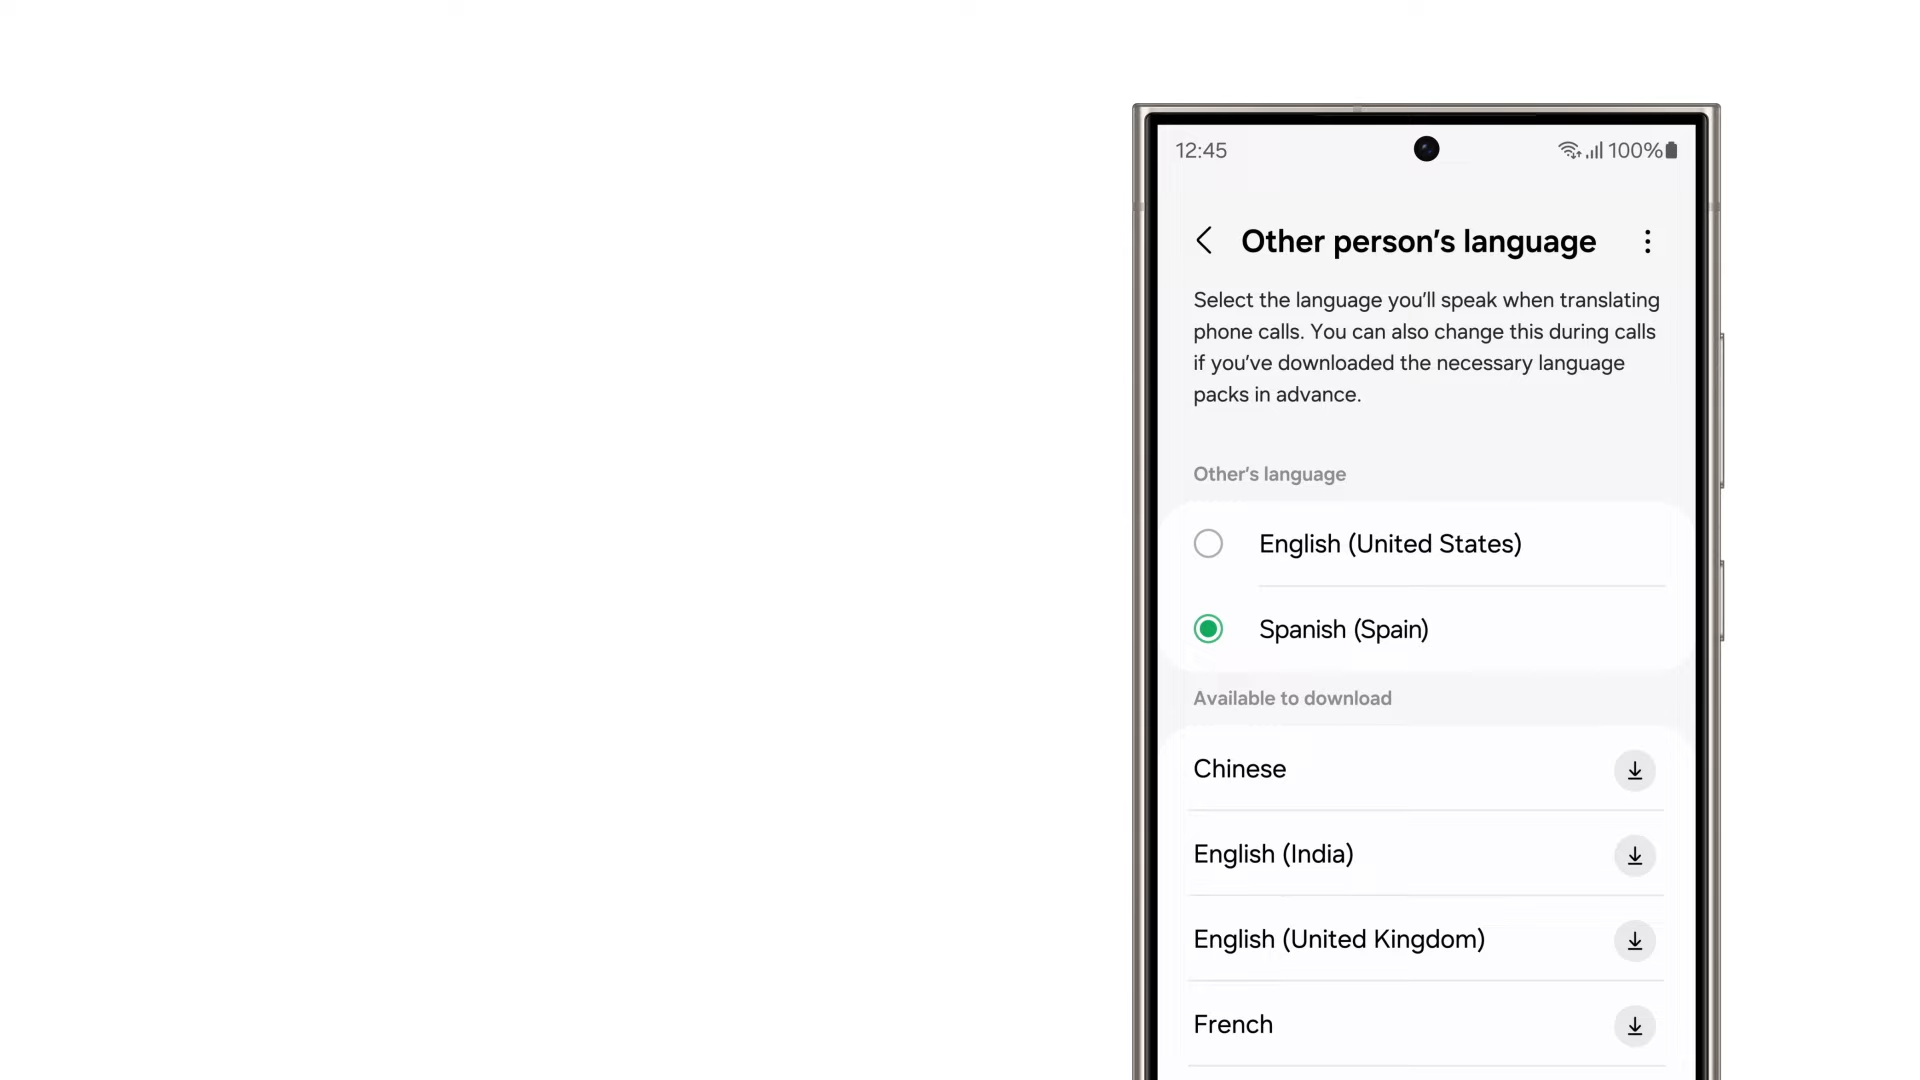 12:45
100%
Other person's language
Select the language you'll speak when translating
phone calls. You can also change this during calls
if you've downloaded the necessary language
packs in advance.
Other's language
English (United States)
Spanish (Spain)
Available to download
Chinese
English (India)
English (United Kingdom)
French